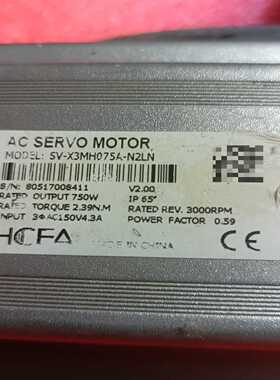 AC SERVO MOTOR
MODEL: SV-X3MH075A-N2LN
S/N: 80517008411 V2.00
RATED OUTPUT 750W IP 65
RATED TORQUE 2.39N.M RATED REV. 3000RPM
INPUT 3ΦAC150V4.3A POWER FACTOR 0.59
HCFA MADE IN CHINA CE